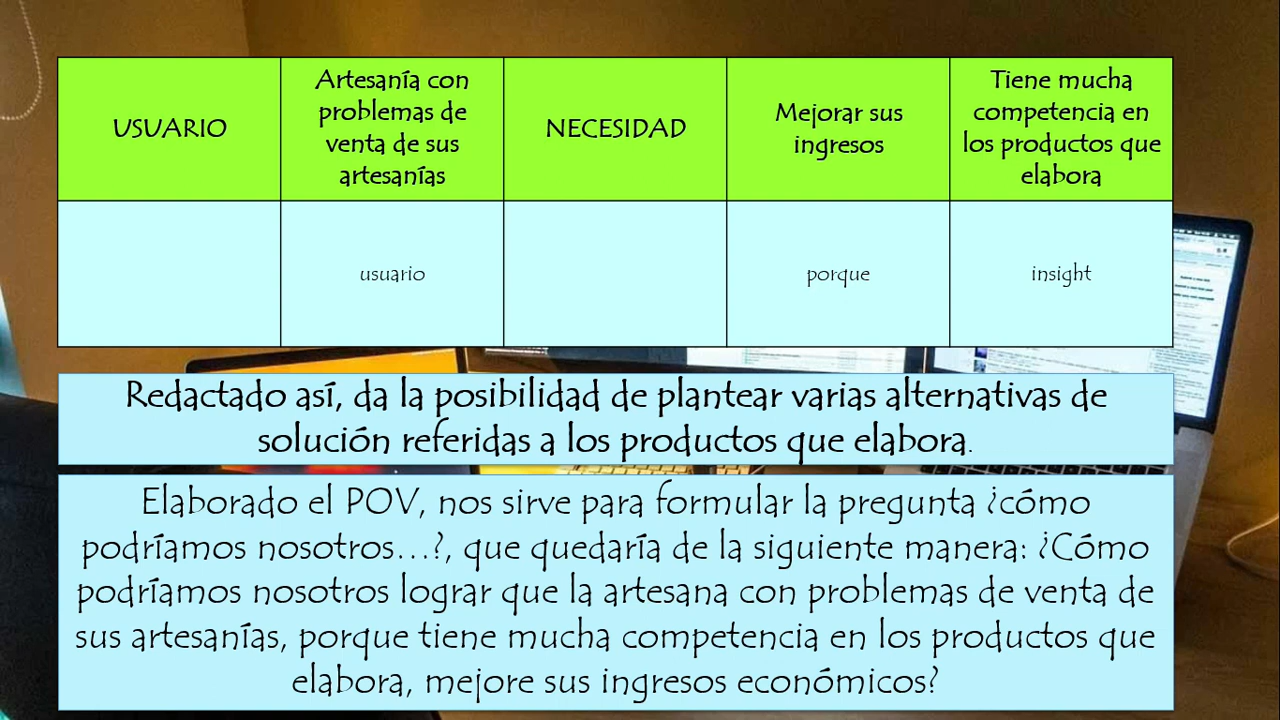 USUARIO
Artesanía con
problemas de
venta de sus
artesanías
NECESIDAD
Mejorar sus
ingresos
Tiene mucha
competencia en
los productos que
elabora
usuario
porque
insight
Redactado así, da la posibilidad de plantear varias alternativas de
solución referidas a los productos que elabora.
Elaborado el POV, nos sirve para formular la pregunta ¿cómo
podríamos nosotros…?, que quedaría de la siguiente manera: ¿Cómo
podríamos nosotros lograr que la artesana con problemas de venta de
sus artesanías, porque tiene mucha competencia en los productos que
elabora, mejore sus ingresos económicos?